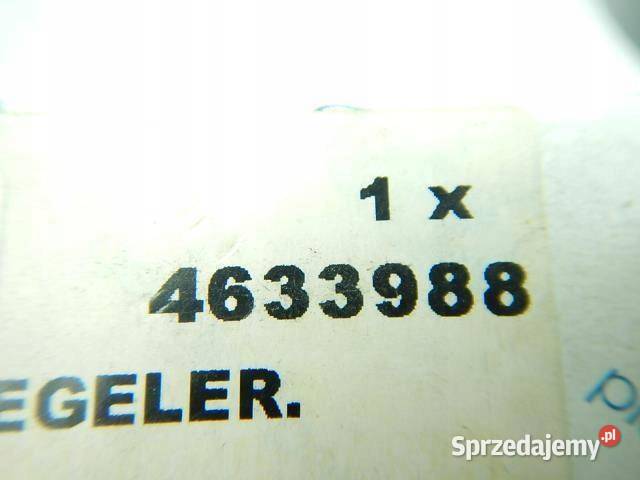 1 x
4633988
EGELER.
Sprzedajemy.pl